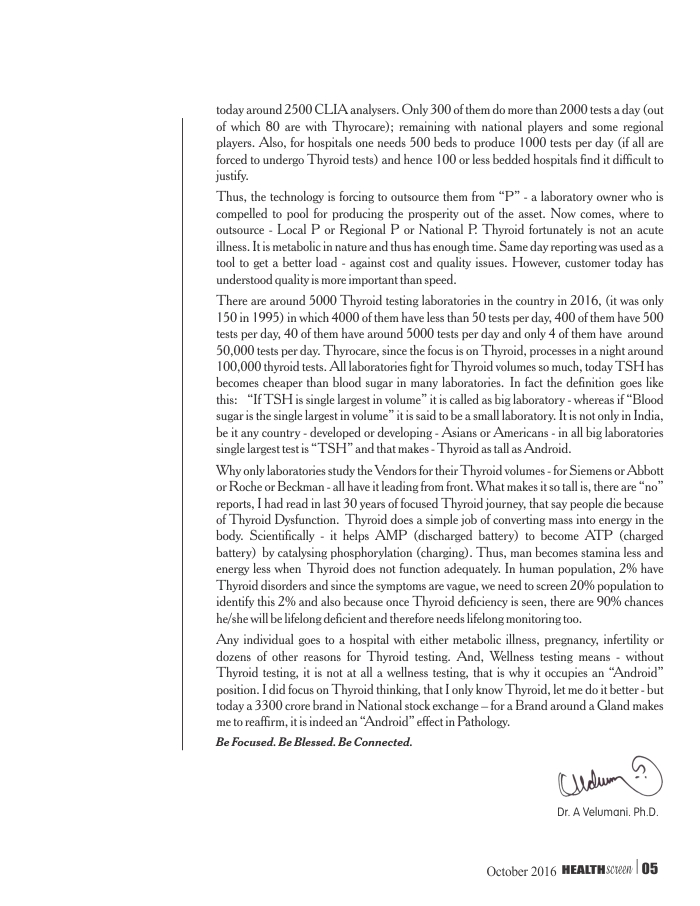 today around 2500 CLIA analysers. Only 300 of them do more than 2000 tests a day (out
of which 80 are with Thyrocare); remaining with national players and some regional
players. Also, for hospitals one needs 500 beds to produce 1000 tests per day (if all are
forced to undergo Thyroid tests) and hence 100 or less bedded hospitals find it difficult to
justify.
Thus, the technology is forcing to outsource them from “P” - a laboratory owner who is
compelled to pool for producing the prosperity out of the asset. Now comes, where to
outsource - Local P or Regional P or National P. Thyroid fortunately is not an acute
illness. It is metabolic in nature and thus has enough time. Same day reporting was used as a
tool to get a better load - against cost and quality issues. However, customer today has
understood quality is more important than speed.
There are around 5000 Thyroid testing laboratories in the country in 2016, (it was only
150 in 1995) in which 4000 of them have less than 50 tests per day, 400 of them have 500
tests per day, 40 of them have around 5000 tests per day and only 4 of them have around
50,000 tests per day. Thyrocare, since the focus is on Thyroid, processes in a night around
100,000 thyroid tests. All laboratories fight for Thyroid volumes so much, today TSH has
becomes cheaper than blood sugar in many laboratories. In fact the definition goes like
this: “If TSH is single largest in volume” it is called as big laboratory - whereas if “Blood
sugar is the single largest in volume” it is said to be a small laboratory. It is not only in India,
be it any country - developed or developing - Asians or Americans - in all big laboratories
single largest test is “TSH” and that makes - Thyroid as tall as Android.
Why only laboratories study the Vendors for their Thyroid volumes - for Siemens or Abbott
or Roche or Beckman - all have it leading from front. What makes it so tall is, there are “no”
reports, I had read in last 30 years of focused Thyroid journey, that say people die because
of Thyroid Dysfunction. Thyroid does a simple job of converting mass into energy in the
body. Scientifically - it helps AMP (discharged battery) to become ATP (charged
battery) by catalysing phosphorylation (charging). Thus, man becomes stamina less and
energy less when Thyroid does not function adequately. In human population, 2% have
Thyroid disorders and since the symptoms are vague, we need to screen 20% population to
identify this 2% and also because once Thyroid deficiency is seen, there are 90% chances
he/she will be lifelong deficient and therefore needs lifelong monitoring too.
Any individual goes to a hospital with either metabolic illness, pregnancy, infertility or
dozens of other reasons for Thyroid testing. And, Wellness testing means - without
Thyroid testing, it is not at all a wellness testing, that is why it occupies an “Android”
position. I did focus on Thyroid thinking, that I only know Thyroid, let me do it better - but
today a 3300 crore brand in National stock exchange – for a Brand around a Gland makes
me to reaffirm, it is indeed an “Android” effect in Pathology.
Be Focused. Be Blessed. Be Connected.
Dr. A Velumani. Ph.D.
October 2016 HEALTHscreen 05